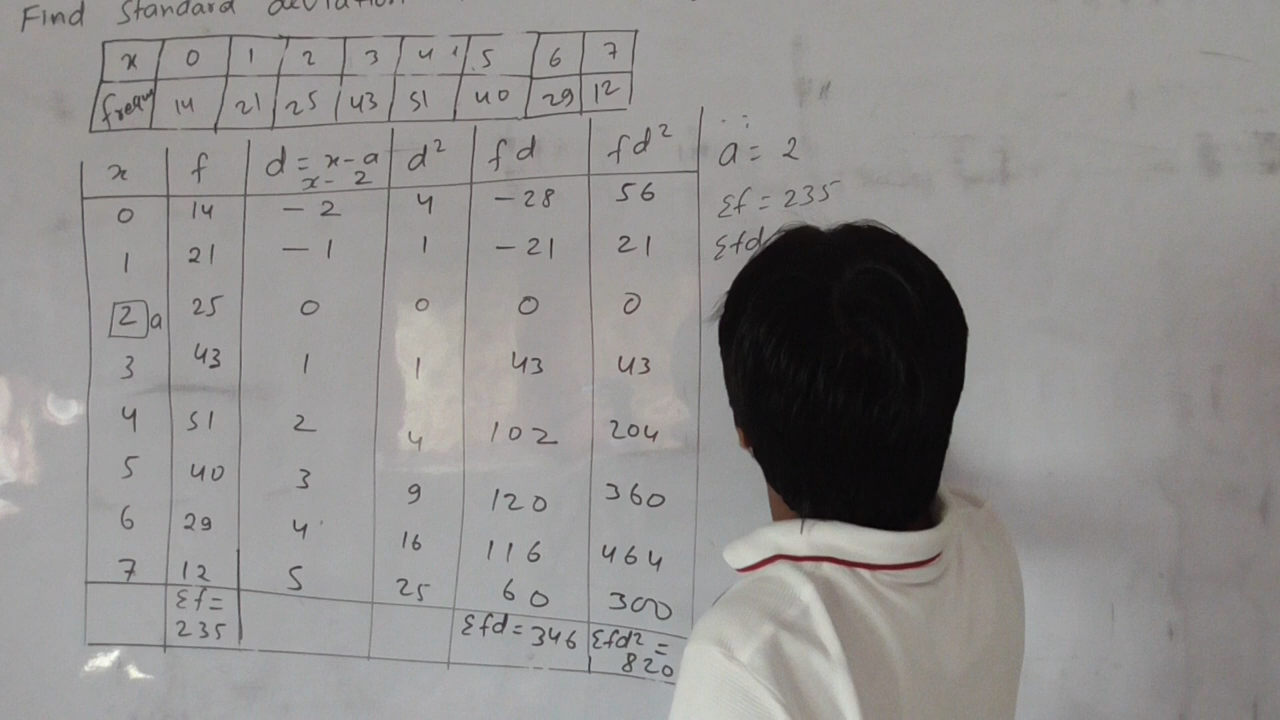 Find Standard deviation
x 0 1 2 3 4 5 6 7
frequ 14 21 25 43 51 40 29 12
x f d = x - a d² fd fd² a = 2
x - 2
0 14 -2 4 -28 56 Σf = 235
1 21 -1 1 -21 21 Σfd
2 a 25 0 0 0 0
3 43 1 1 43 43
4 51 2 4 102 204
5 40 3 9 120 360
6 29 4 16 116 464
7 12 5 25 60 300
Σf = Σfd = 346 Σfd² =
235 820